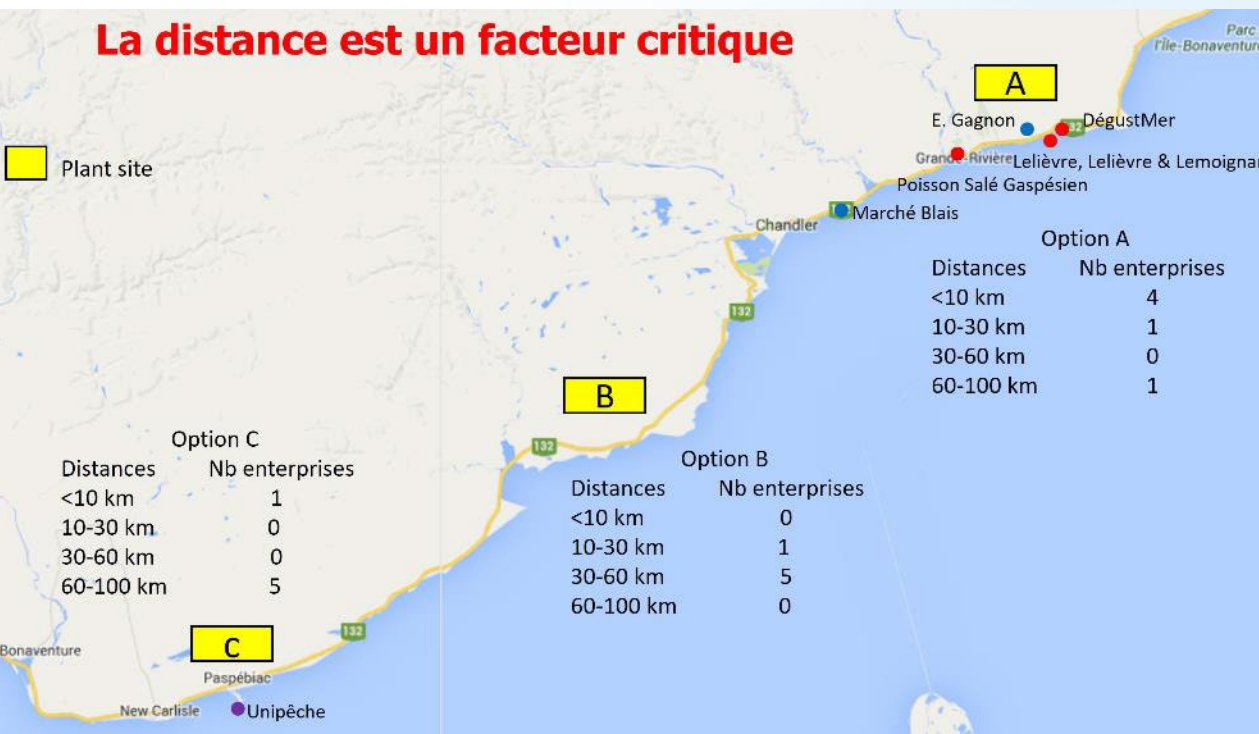 La distance est un facteur critique
Parc
l'Île-Bonaventure
A
E. Gagnon
132
DégustMer
Plant site
Grande-Rivière
Lelièvre, Lelièvre & Lemoignan
Poisson Salé Gaspésien
132
Marché Blais
Chandler
Option A
Distances Nb enterprises
<10 km 4
10-30 km 1
30-60 km 0
60-100 km 1
132
B
Option C
Distances Nb enterprises
<10 km 1
10-30 km 0
30-60 km 0
60-100 km 5
132
Option B
Distances Nb enterprises
<10 km 0
10-30 km 1
30-60 km 5
60-100 km 0
132
C
Bonaventure
Paspébiac
New Carlisle
Unipêche